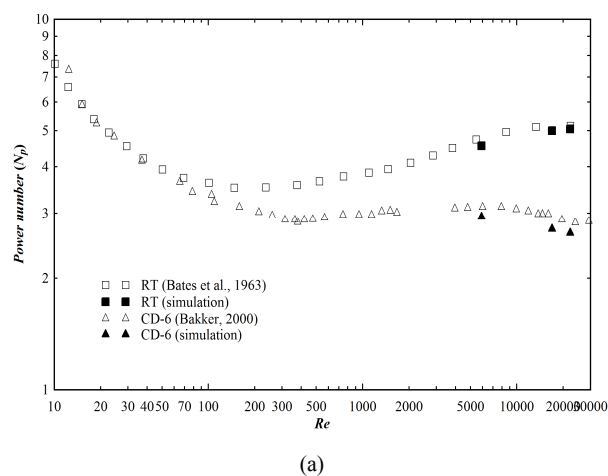 10
9
8
7
6
5
4
3
2
1
Power number (Np)
RT (Bates et al., 1963)
RT (simulation)
CD-6 (Bakker, 2000)
CD-6 (simulation)
10 20 30 40 50 70 100 200 300 500 1000 2000 5000 10000 20000 30000
Re
(a)